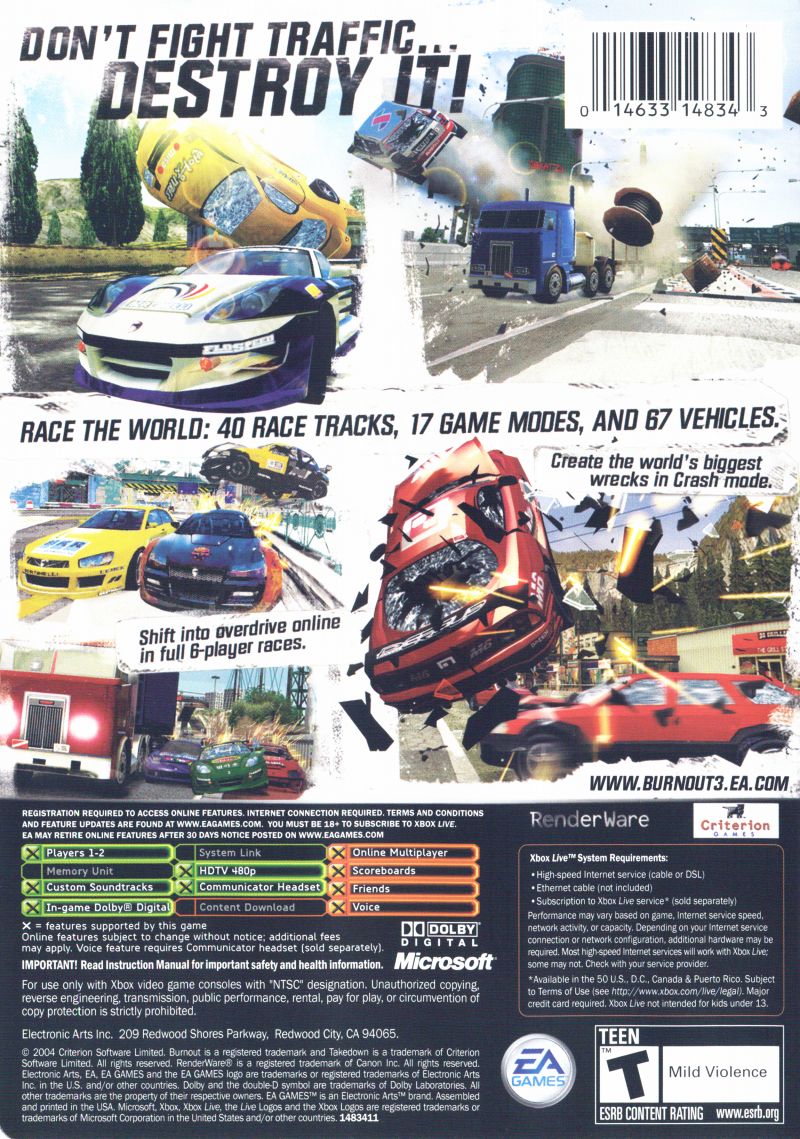 DON'T FIGHT TRAFFIC...
DESTROY IT!
0 14633 14834 3
RACE THE WORLD: 40 RACE TRACKS, 17 GAME MODES, AND 67 VEHICLES.
Create the world's biggest
wrecks in Crash mode.
Shift into overdrive online
in full 6-player races.
WWW.BURNOUT3.EA.COM
REGISTRATION REQUIRED TO ACCESS ONLINE FEATURES. INTERNET CONNECTION REQUIRED. TERMS AND CONDITIONS
AND FEATURE UPDATES ARE FOUND AT WWW.EAGAMES.COM. YOU MUST BE 18+ TO SUBSCRIBE TO XBOX LIVE.
EA MAY RETIRE ONLINE FEATURES AFTER 30 DAYS NOTICE POSTED ON WWW.EAGAMES.COM
X Players 1-2
System Link
X Online Multiplayer
Memory Unit
X HDTV 480p
X Scoreboards
X Custom Soundtracks
X Communicator Headset
X Friends
X In-game Dolby® Digital
Content Download
X Voice
X = features supported by this game
Online features subject to change without notice; additional fees
may apply. Voice feature requires Communicator headset (sold separately).
DOLBY
DIGITAL
IMPORTANT! Read Instruction Manual for important safety and health information.
Microsoft®
For use only with Xbox video game consoles with "NTSC" designation. Unauthorized copying,
reverse engineering, transmission, public performance, rental, pay for play, or circumvention of
copy protection is strictly prohibited.
Electronic Arts Inc. 209 Redwood Shores Parkway, Redwood City, CA 94065.
© 2004 Criterion Software Limited. Burnout is a registered trademark and Takedown is a trademark of Criterion
Software Limited. All rights reserved. RenderWare® is a registered trademark of Canon Inc. All rights reserved.
Electronic Arts, EA, EA GAMES and the EA GAMES logo are trademarks or registered trademarks of Electronic Arts
Inc. in the U.S. and/or other countries. Dolby and the double-D symbol are trademarks of Dolby Laboratories. All
other trademarks are the property of their respective owners. EA GAMES™ is an Electronic Arts™ brand. Assembled
and printed in the USA. Microsoft, Xbox, Xbox Live, the Live Logos and the Xbox Logos are registered trademarks or
trademarks of Microsoft Corporation in the United States and/or other countries. 1483411
RenderWare
Criterion
GAMES
Xbox Live™ System Requirements:
• High-speed Internet service (cable or DSL)
• Ethernet cable (not included)
• Subscription to Xbox Live service* (sold separately)
Performance may vary based on game, Internet service speed,
network activity, or capacity. Depending on your Internet service
connection or network configuration, additional hardware may be
required. Most high-speed Internet services will work with Xbox Live;
some may not. Check with your service provider.
*Available in the 50 U.S., D.C., Canada & Puerto Rico. Subject
to Terms of Use (see http://www.xbox.com/live/legal). Major
credit card required. Xbox Live not intended for kids under 13.
EA
GAMES
TEEN
T
Mild Violence
ESRB CONTENT RATING www.esrb.org